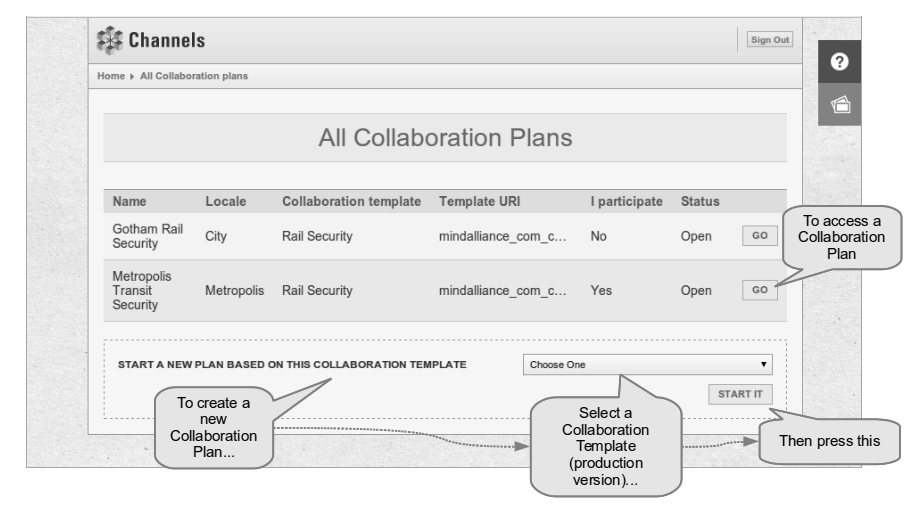 Channels
Sign Out
?
Home All Collaboration plans
All Collaboration Plans
Name Locale Collaboration template Template URI I participate Status
Gotham Rail
Security
City Rail Security mindalliance_com_c... No Open GO
Metropolis
Transit
Security
Metropolis Rail Security mindalliance_com_c... Yes Open GO
To access a
Collaboration
Plan
START A NEW PLAN BASED ON THIS COLLABORATION TEMPLATE
Choose One
START IT
To create a
new
Collaboration
Plan...
Select a
Collaboration
Template
(production
version)...
Then press this